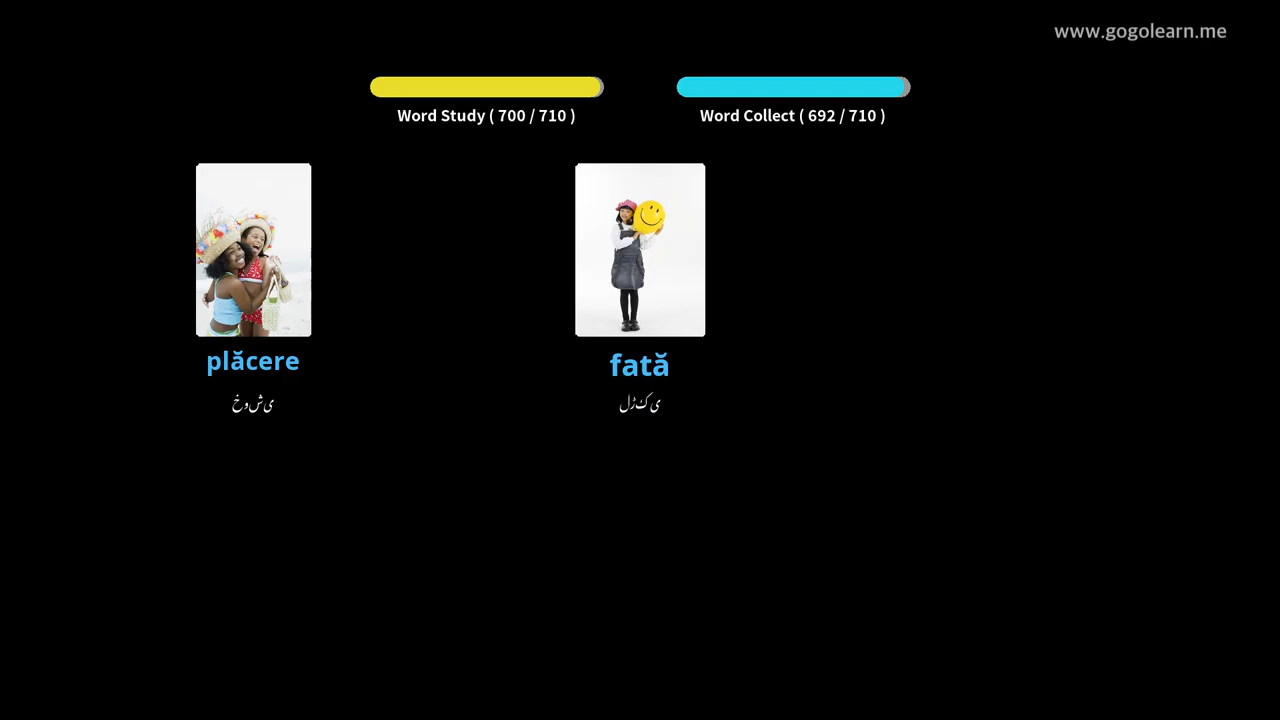 www.gogolearn.me
Word Study ( 700 / 710 )
Word Collect ( 692 / 710 )
plăcere
خوشی
fată
لڑکی